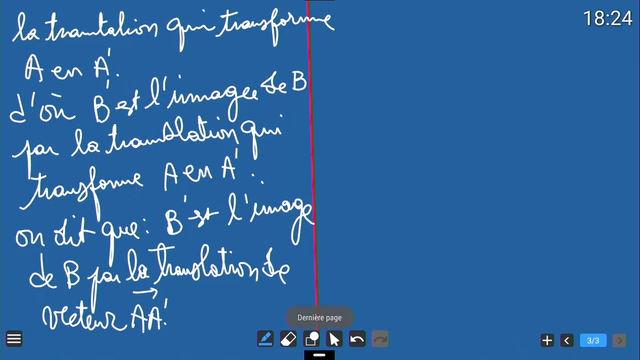 la translation qui transforme
A en A'.
d'où B' est l'image de B
par la translation qui
transforme A en A'.
on dit que : B' est l'image
de B par la translation de
vecteur AA'.
18:24
Dernière page
3/3